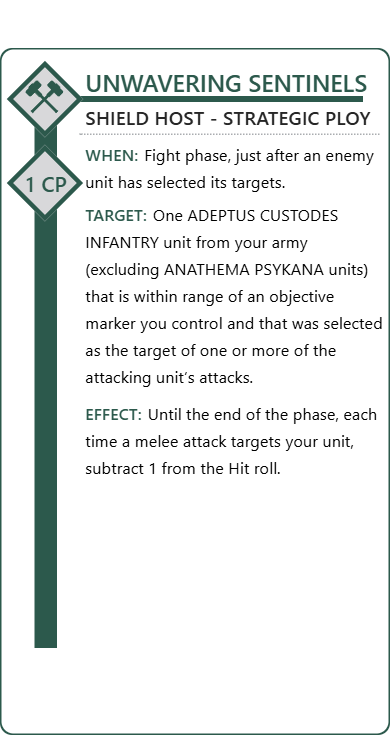 UNWAVERING SENTINELS
SHIELD HOST - STRATEGIC PLOY
1 CP
WHEN: Fight phase, just after an enemy
unit has selected its targets.
TARGET: One ADEPTUS CUSTODES
INFANTRY unit from your army
(excluding ANATHEMA PSYKANA units)
that is within range of an objective
marker you control and that was selected
as the target of one or more of the
attacking unit’s attacks.
EFFECT: Until the end of the phase, each
time a melee attack targets your unit,
subtract 1 from the Hit roll.